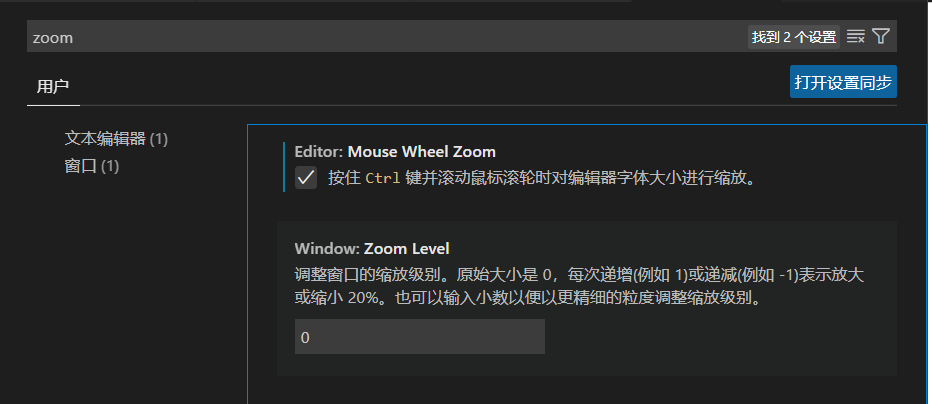 zoom
找到 2 个设置
用户
打开设置同步
文本编辑器 (1)
窗口 (1)
Editor: Mouse Wheel Zoom
按住 Ctrl 键并滚动鼠标滚轮时对编辑器字体大小进行缩放。
Window: Zoom Level
调整窗口的缩放级别。原始大小是 0，每次递增(例如 1)或递减(例如 -1)表示放大
或缩小 20%。也可以输入小数以便以更精细的粒度调整缩放级别。
0